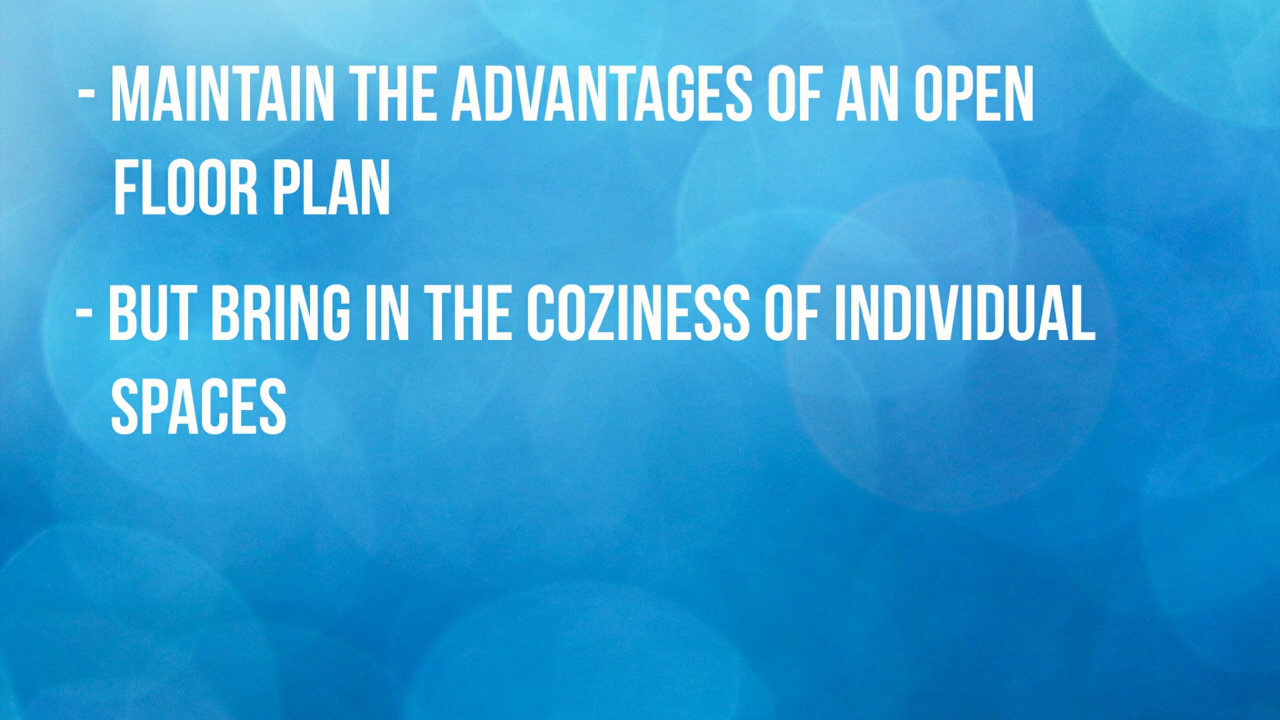 - MAINTAIN THE ADVANTAGES OF AN OPEN
FLOOR PLAN
- BUT BRING IN THE COZINESS OF INDIVIDUAL
SPACES